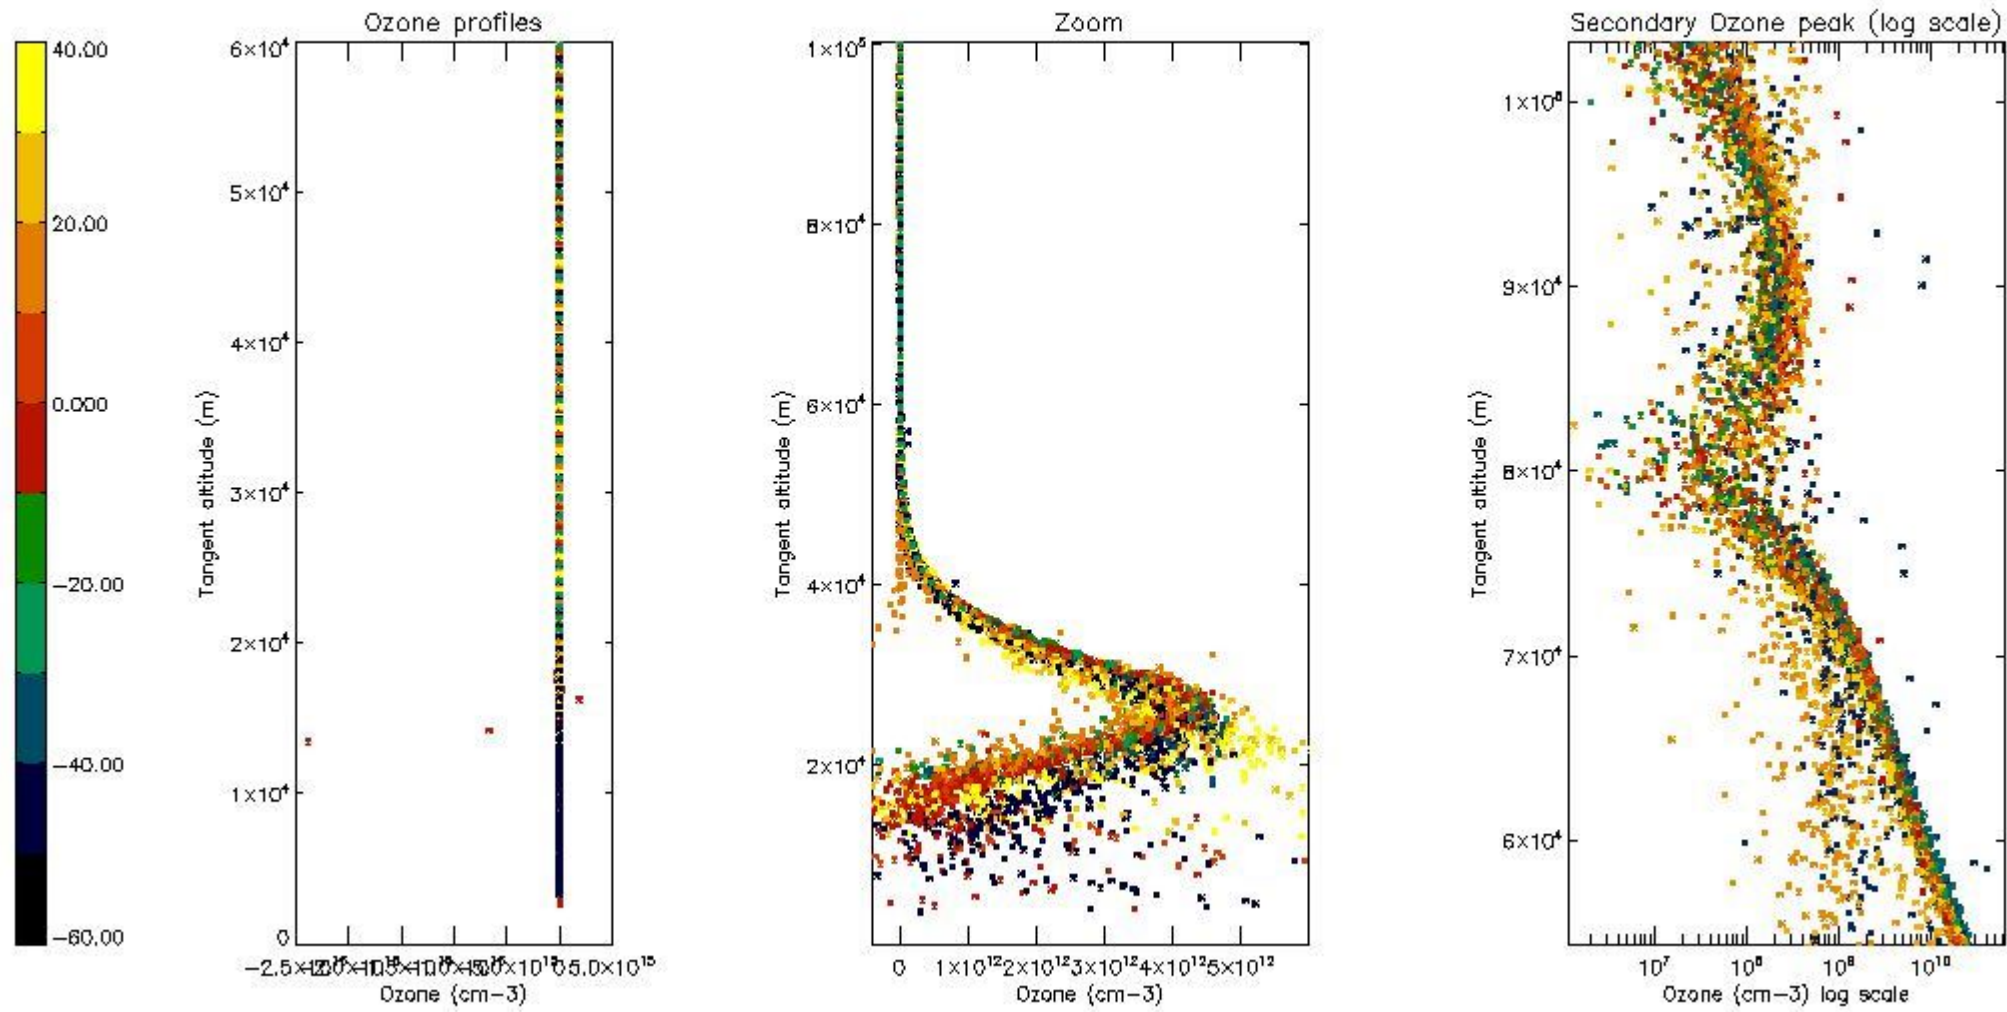 Ozone profiles
Zoom
Secondary Ozone peak (log scale)
40.00
20.00
0.000
−20.00
−40.00
−60.00
6×10⁴
5×10⁴
4×10⁴
3×10⁴
2×10⁴
1×10⁴
0
Tangent altitude (m)
5.0×10¹⁵
Ozone (cm−3)
1×10⁵
8×10⁴
6×10⁴
4×10⁴
2×10⁴
Tangent altitude (m)
0 1×10¹² 2×10¹² 3×10¹² 4×10¹² 5×10¹²
Ozone (cm−3)
9×10⁴
8×10⁴
7×10⁴
6×10⁴
Tangent altitude (m)
10⁷ 10⁸ 10⁹ 10¹⁰
Ozone (cm−3) log scale